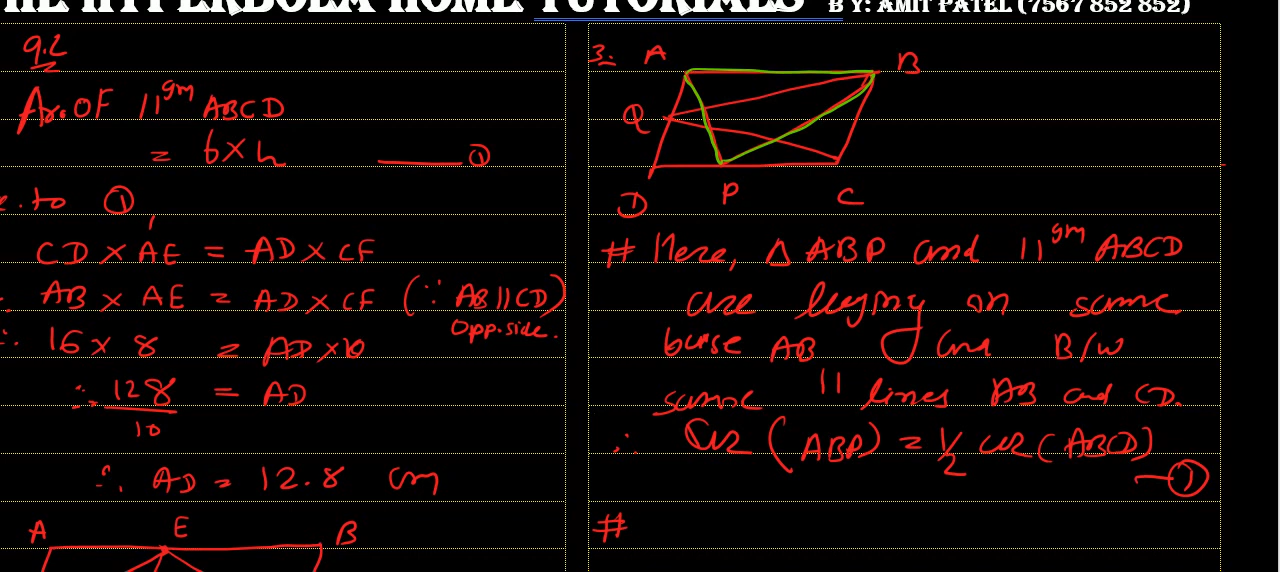 HE HYPERBOLA HOME TUTORIALS BY: AMIT PATEL (7567 852 852)
9.2
Ar. OF ||gm ABCD
= b×h ——— ①
e. to ①
CD × AE = AD × CF
AB × AE = AD × CF (∵ AB || CD)
opp. side.
∴ 16 × 8 = AD × 10
∴ 128/10 = AD
∴ AD = 12.8 cm
A E B
3. A B
Q
D P C
# Here, Δ ABP and ||gm ABCD
are leyng on same
base AB and B/w
same || lines AB and CD.
∴ ar (ABP) = 1/2 ar (ABCD)
— ①
#